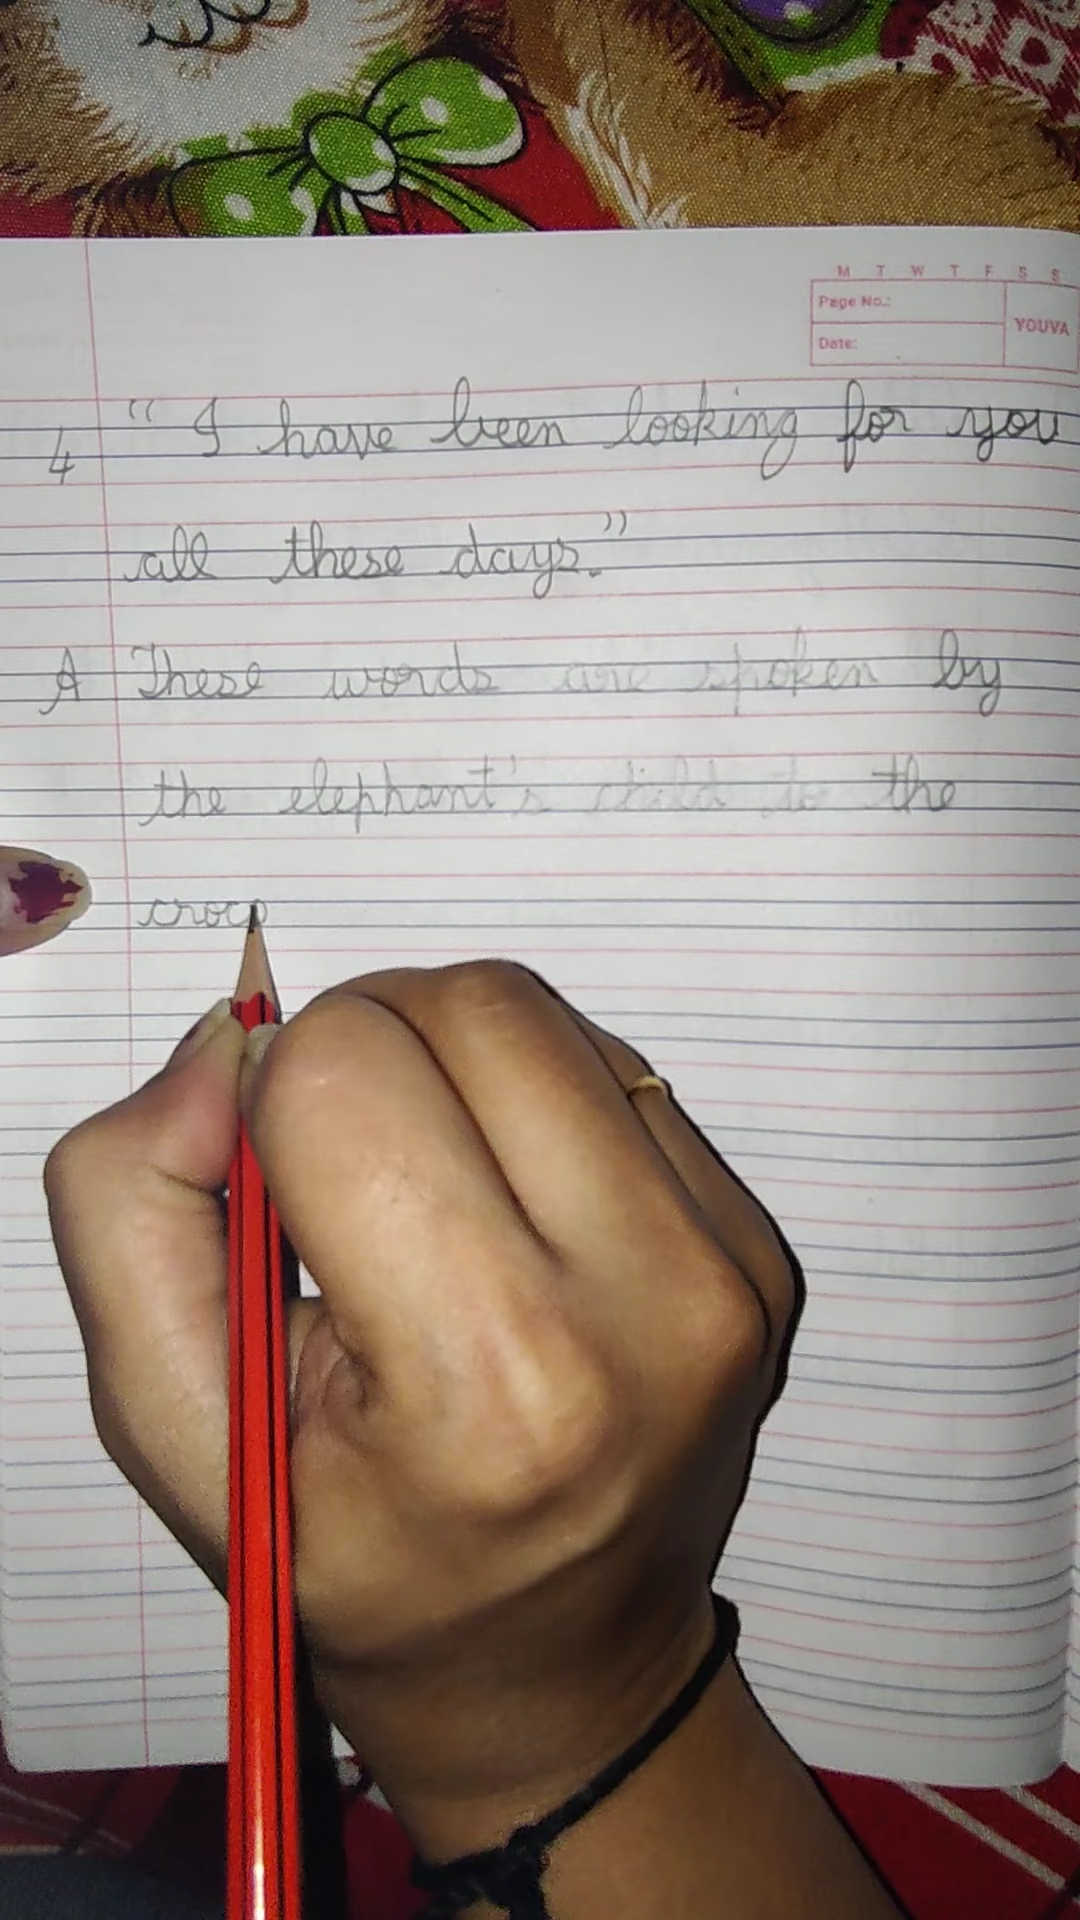 M T W T F S S
Page No.:
YOUVA
Date:
4 “ I have been looking for you
all these days.”
A These words are spoken by
the elephant's child to the
croco